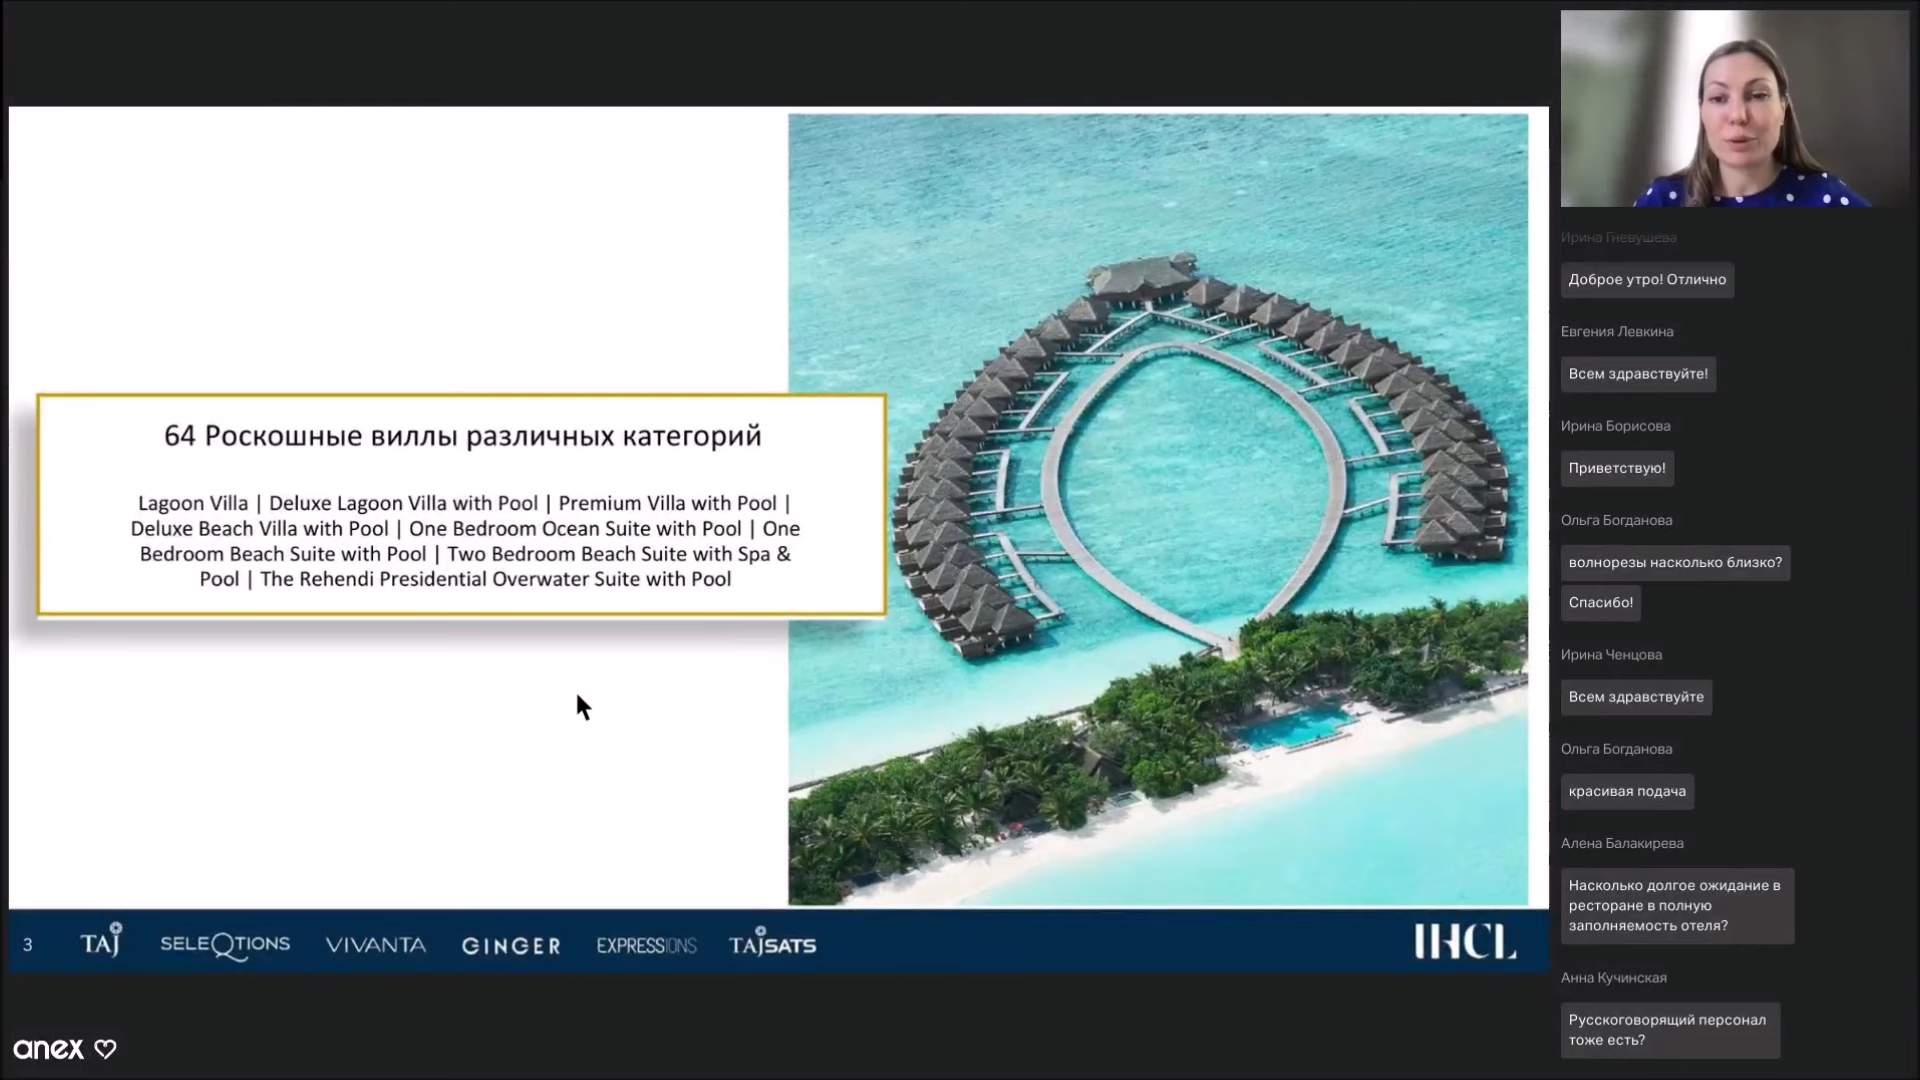 64 Роскошные виллы различных категорий
Lagoon Villa | Deluxe Lagoon Villa with Pool | Premium Villa with Pool |
Deluxe Beach Villa with Pool | One Bedroom Ocean Suite with Pool | One
Bedroom Beach Suite with Pool | Two Bedroom Beach Suite with Spa &
Pool | The Rehendi Presidential Overwater Suite with Pool
3
TAJ
SELEQTIONS
VIVANTA
GINGER
EXPRESSIONS
TAJSATS
IHCL
anex
Ирина Гневушева
Доброе утро! Отлично
Евгения Левкина
Всем здравствуйте!
Ирина Борисова
Приветствую!
Ольга Богданова
волнорезы насколько близко?
Спасибо!
Ирина Ченцова
Всем здравствуйте
Ольга Богданова
красивая подача
Алена Балакирева
Насколько долгое ожидание в
ресторане в полную
заполняемость отеля?
Анна Кучинская
Русскоговорящий персонал
тоже есть?